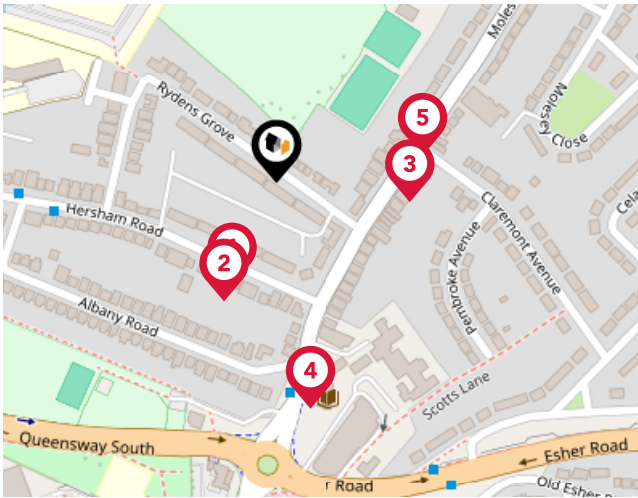 Moles
Rydens Grove
5
3
Molesey Close
Claremont Avenue
Cela
Hersham Road
2
Pembroke Avenue
Albany Road
4
Scotts Lane
Queensway South
r Road
Esher Road
Old Esher